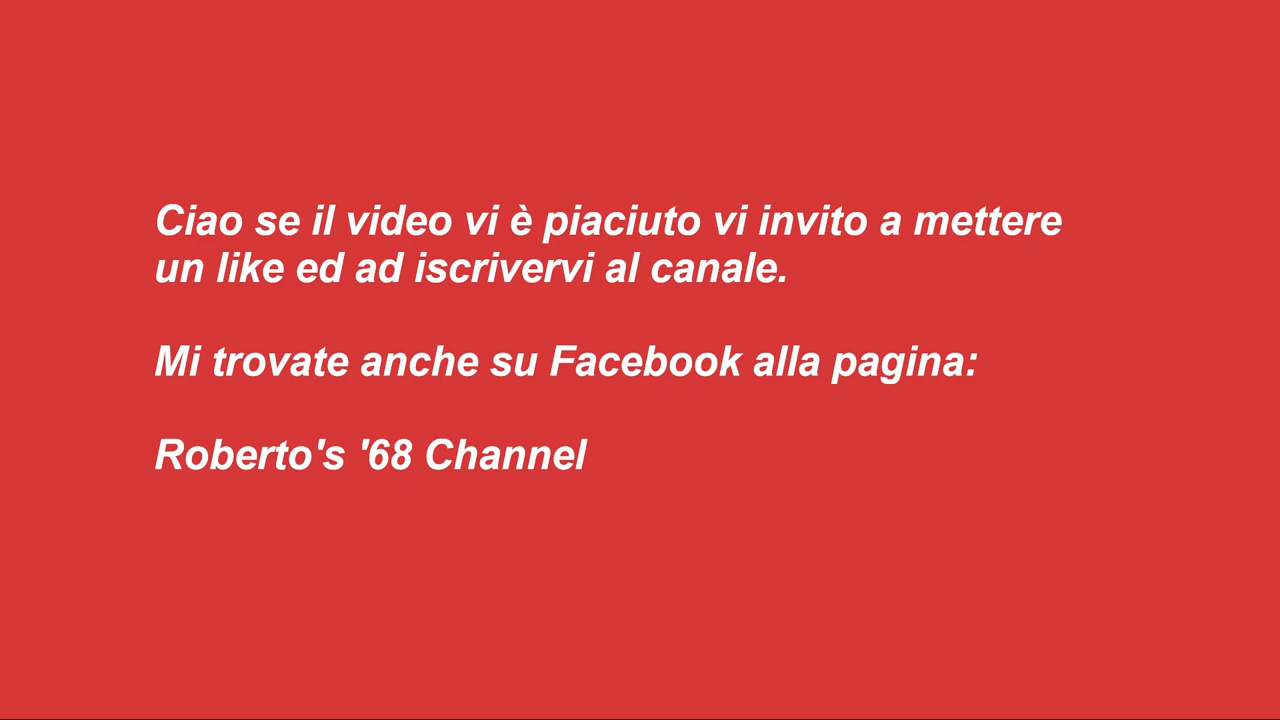 Ciao se il video vi è piaciuto vi invito a mettere
un like ed ad iscrivervi al canale.
Mi trovate anche su Facebook alla pagina:
Roberto's '68 Channel